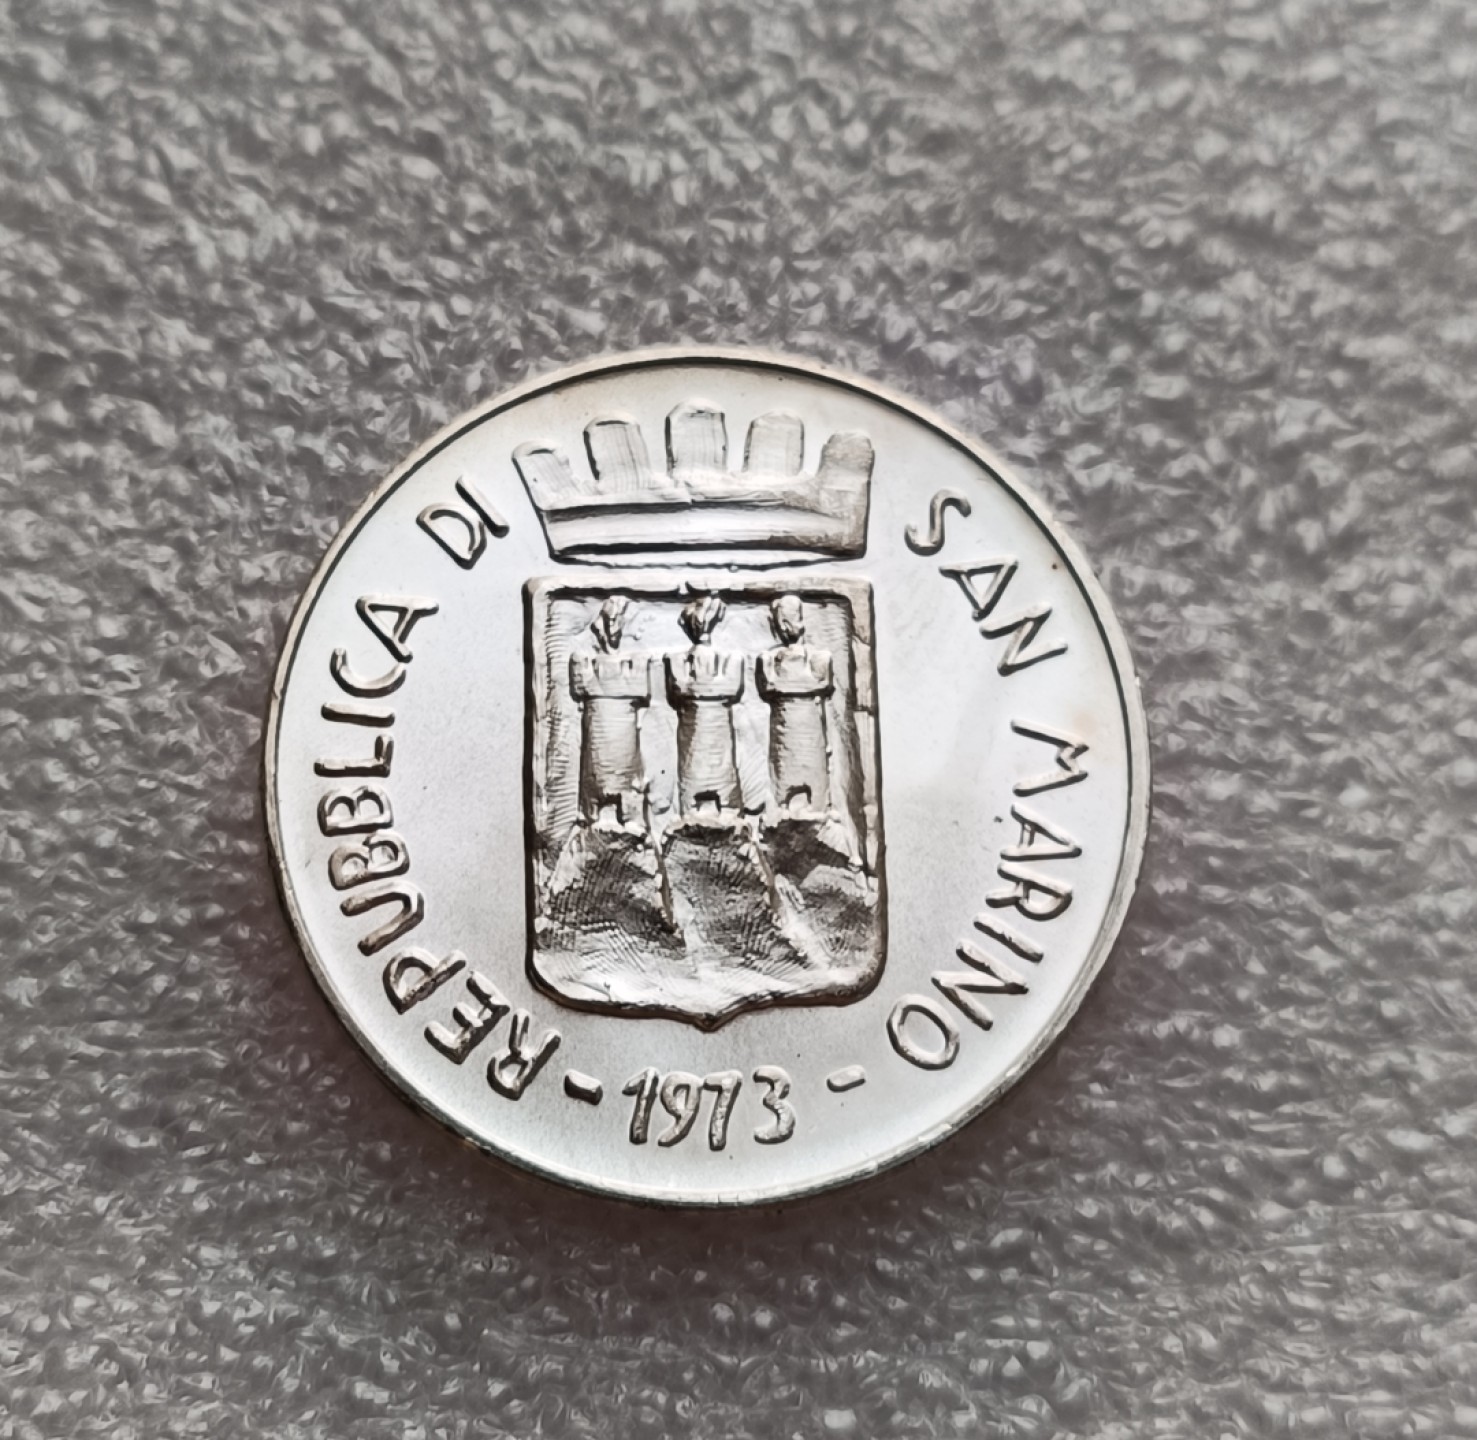 REPUBBLICA DI SAN MARINO
- 1973 -